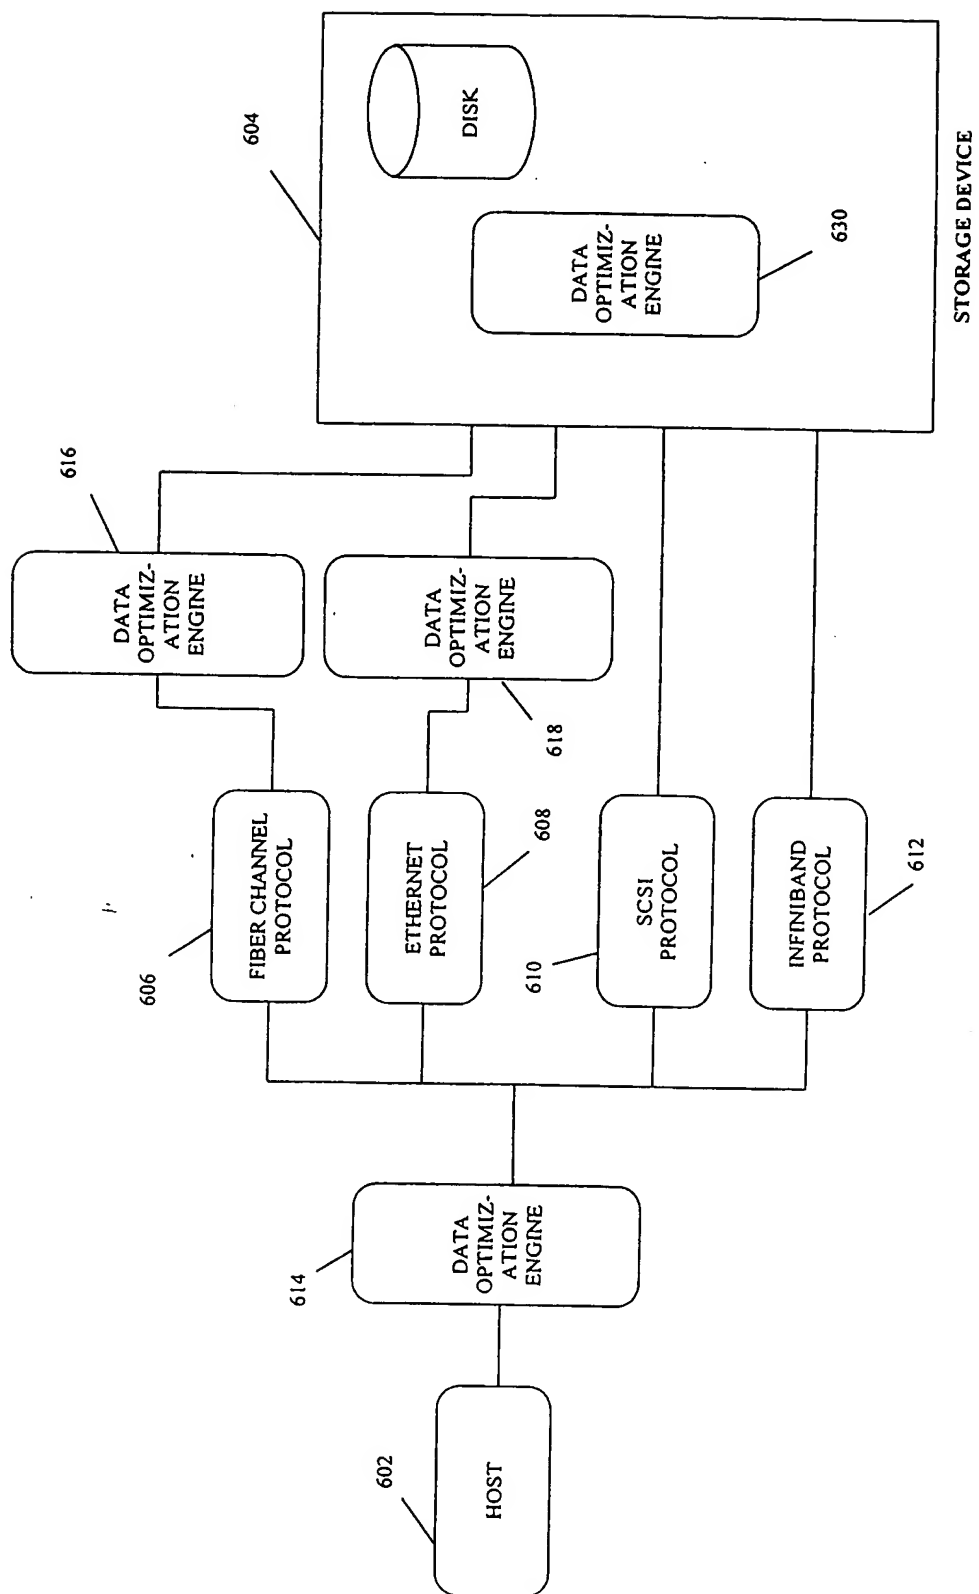 HOST
602
DATA
OPTIMIZ-
ATION
ENGINE
614
FIBER CHANNEL
PROTOCOL
606
ETHERNET
PROTOCOL
608
SCSI
PROTOCOL
610
INFINIBAND
PROTOCOL
612
DATA
OPTIMIZ-
ATION
ENGINE
616
DATA
OPTIMIZ-
ATION
ENGINE
618
604
DISK
DATA
OPTIMIZ-
ATION
ENGINE
630
STORAGE DEVICE